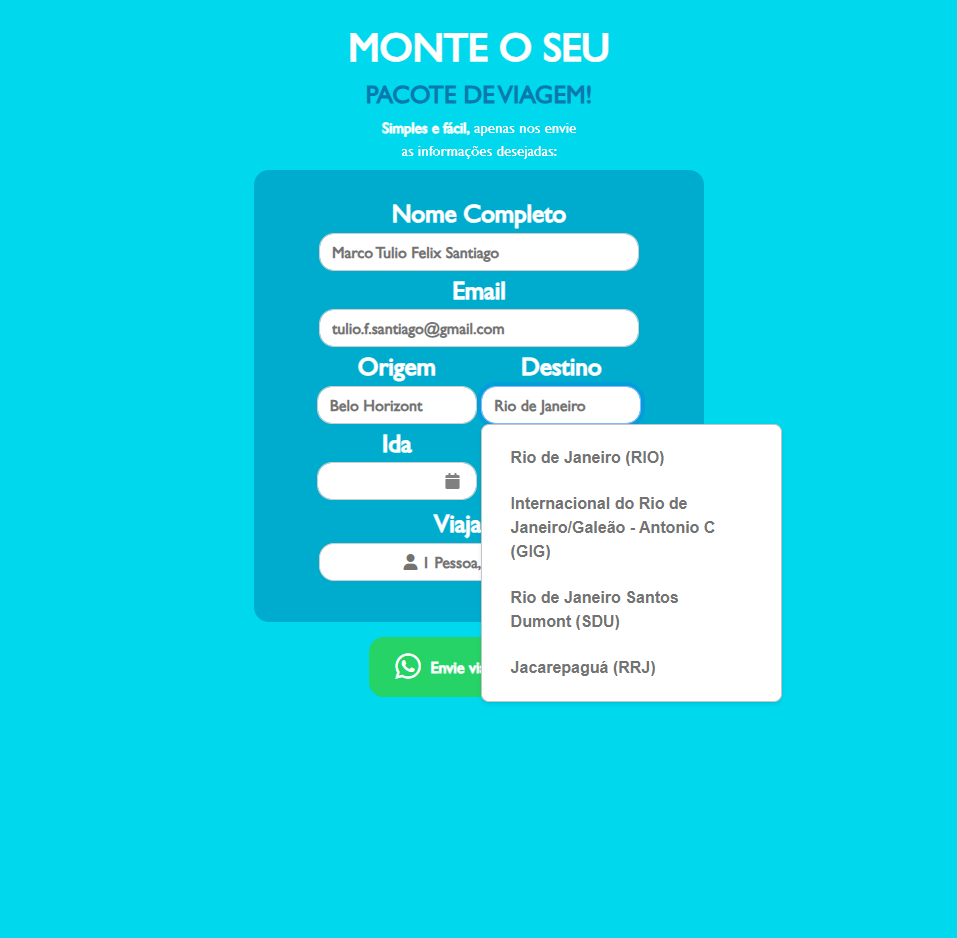 MONTE O SEU
PACOTE DE VIAGEM!
Simples e fácil, apenas nos envie
as informações desejadas:
Nome Completo
Marco Tulio Felix Santiago
Email
tulio.f.santiago@gmail.com
Origem Destino
Belo Horizont Rio de Janeiro
Ida
Rio de Janeiro (RIO)
Internacional do Rio de
Janeiro/Galeão - Antonio C
(GIG)
Rio de Janeiro Santos
Dumont (SDU)
Jacarepaguá (RRJ)
Viaja
1 Pessoa,
Envie